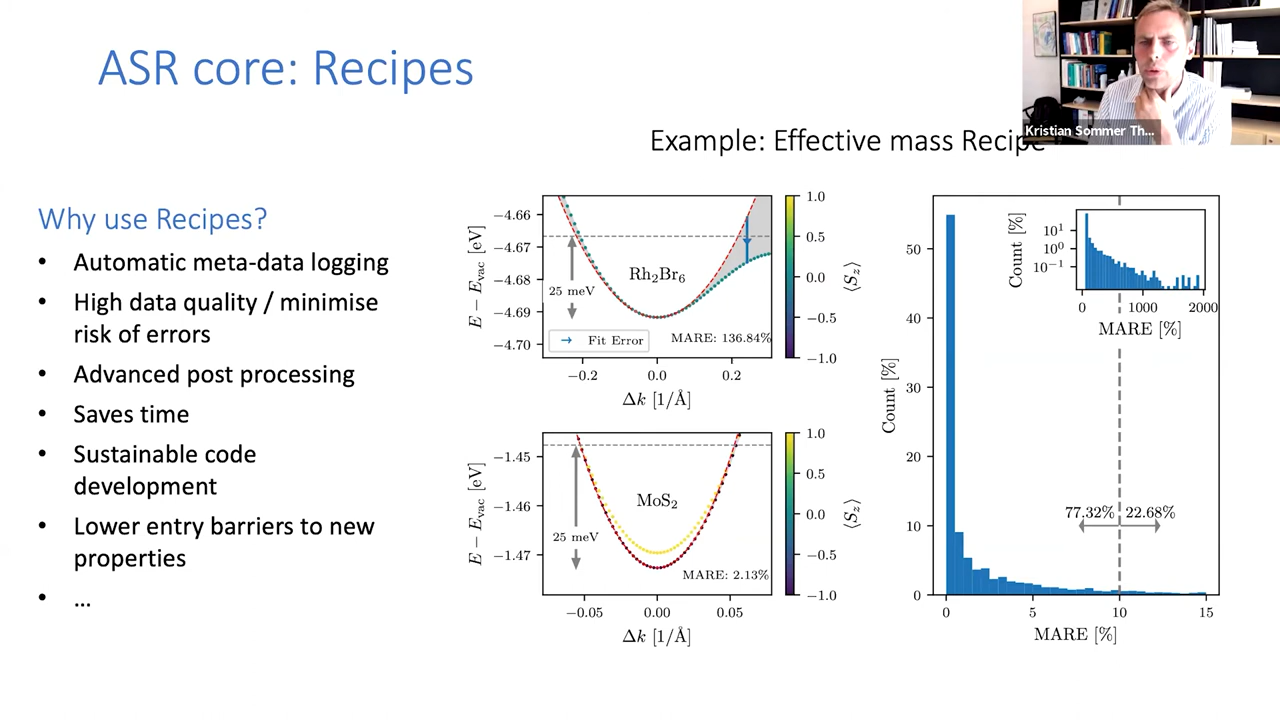 ASR core: Recipes
Kristian Sommer Th...
Example: Effective mass Recipe
Why use Recipes?
• Automatic meta-data logging
• High data quality / minimise
risk of errors
• Advanced post processing
• Saves time
• Sustainable code
development
• Lower entry barriers to new
properties
• ...
E − E_vac [eV]
−4.66
−4.67
−4.68
−4.69
−4.70
25 meV
Rh₂Br₆
→ Fit Error
MARE: 136.84%
−0.2 0.0 0.2
Δk [1/Å]
1.0
0.5
0.0
−0.5
−1.0
⟨S_z⟩
E − E_vac [eV]
−1.45
−1.46
−1.47
25 meV
MoS₂
MARE: 2.13%
−0.05 0.00 0.05
Δk [1/Å]
1.0
0.5
0.0
−0.5
−1.0
⟨S_z⟩
Count [%]
50
40
30
20
10
0
77.32% 22.68%
0 5 10 15
MARE [%]
Count [%]
10¹
10⁰
10⁻¹
0 1000 2000
MARE [%]